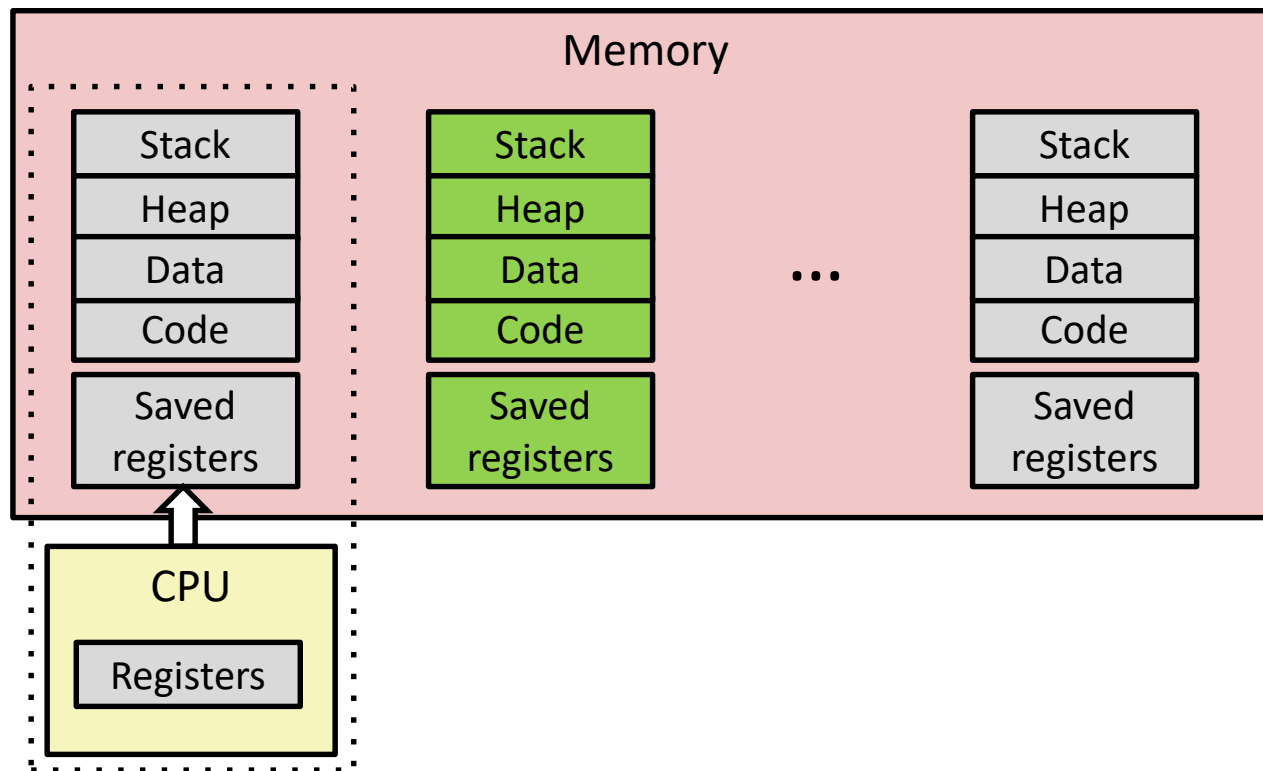 Memory
Stack
Heap
Data
Code
Saved
registers
Stack
Heap
Data
Code
Saved
registers
...
Stack
Heap
Data
Code
Saved
registers
CPU
Registers